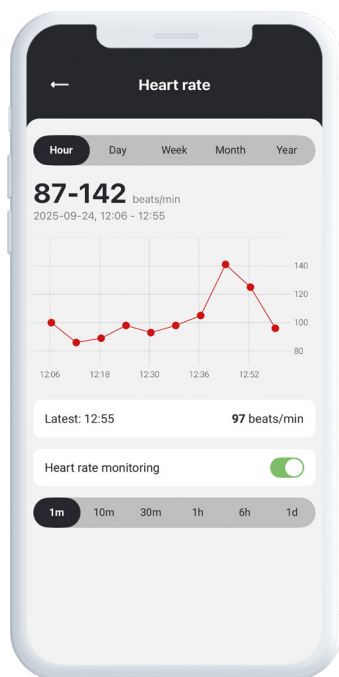 Heart rate
Hour Day Week Month Year
87-142 beats/min
2025-09-24, 12:06 - 12:55
140
120
100
80
12:06 12:18 12:30 12:36 12:52
Latest: 12:55 97 beats/min
Heart rate monitoring
1m 10m 30m 1h 6h 1d